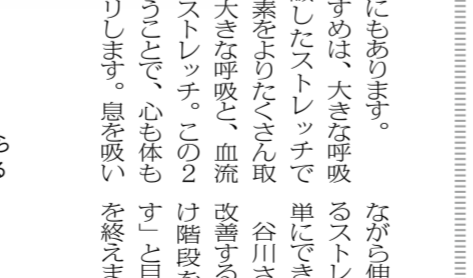 にもあります。
すめは、大きな呼吸
したストレッチで
素をよりたくさん取
大きな呼吸と、血流
ストレッチ。この2
うことで、心も体も
リします。息を吸い
ながら伸
るストレ
単にでき
谷川さ
改善する
け階段を
す」と目
を終えま